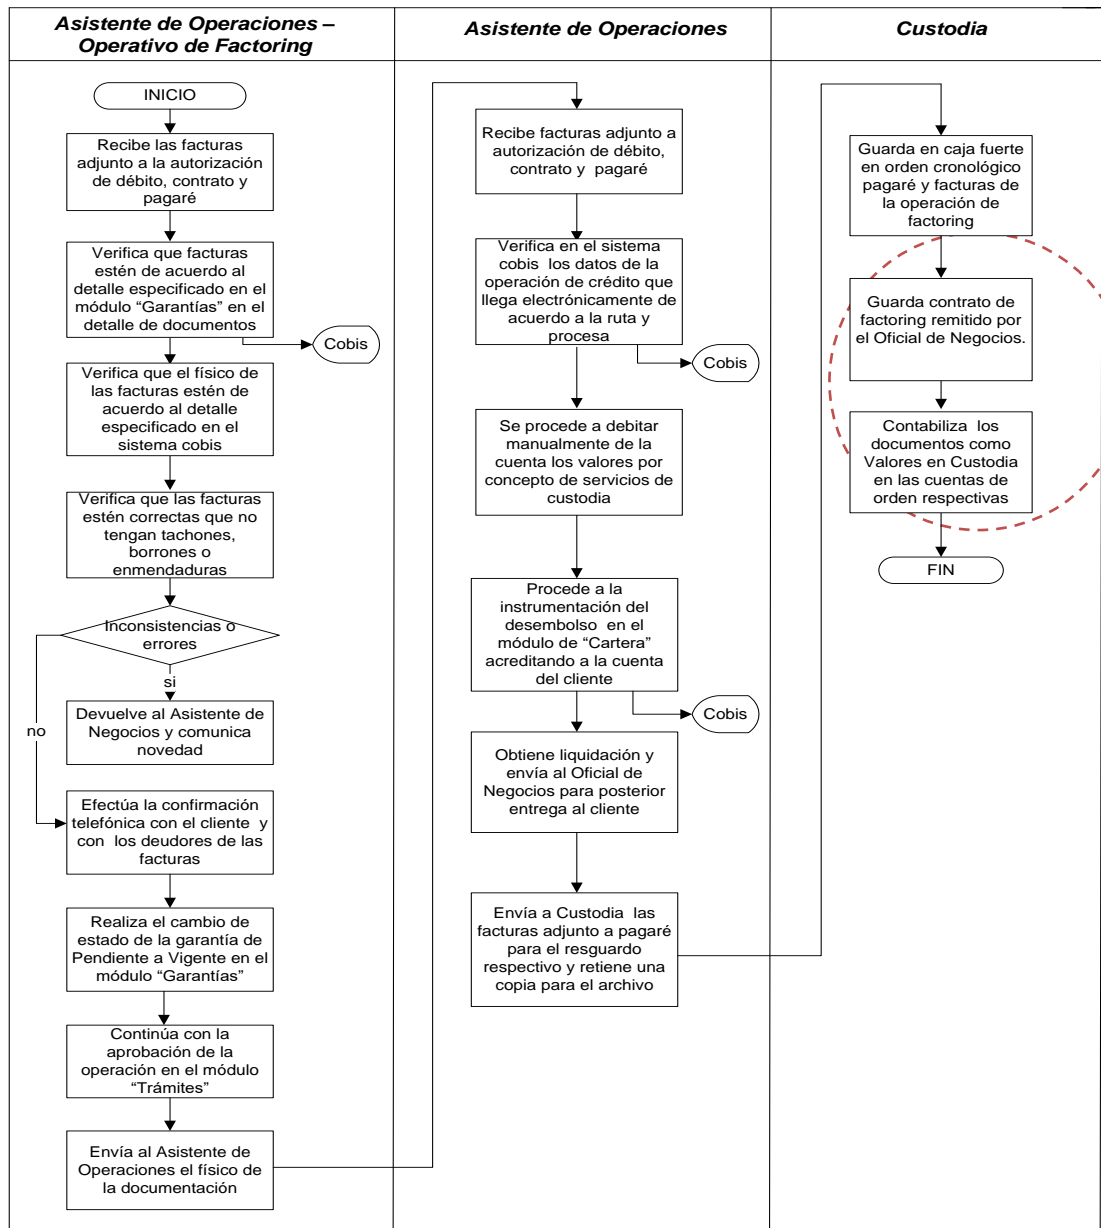 Asistente de Operaciones –
Operativo de Factoring
INICIO
Recibe las facturas
adjunto a la autorización
de débito, contrato y
pagaré
Verifica que facturas
estén de acuerdo al
detalle especificado en el
módulo “Garantías” en el
detalle de documentos
Cobis
Verifica que el físico de
las facturas estén de
acuerdo al detalle
especificado en el
sistema cobis
Verifica que las facturas
estén correctas que no
tengan tachones,
borrones o
enmendaduras
Inconsistencias o
errores
si
no
Devuelve al Asistente de
Negocios y comunica
novedad
Efectúa la confirmación
telefónica con el cliente y
con los deudores de las
facturas
Realiza el cambio de
estado de la garantía de
Pendiente a Vigente en el
módulo “Garantías”
Continúa con la
aprobación de la
operación en el módulo
“Trámites”
Envía al Asistente de
Operaciones el físico de
la documentación
Asistente de Operaciones
Recibe facturas adjunto a
autorización de débito,
contrato y pagaré
Verifica en el sistema
cobis los datos de la
operación de crédito que
llega electrónicamente de
acuerdo a la ruta y
procesa
Cobis
Se procede a debitar
manualmente de la
cuenta los valores por
concepto de servicios de
custodia
Procede a la
instrumentación del
desembolso en el
módulo de “Cartera”
acreditando a la cuenta
del cliente
Cobis
Obtiene liquidación y
envía al Oficial de
Negocios para posterior
entrega al cliente
Envía a Custodia las
facturas adjunto a pagaré
para el resguardo
respectivo y retiene una
copia para el archivo
Custodia
Guarda en caja fuerte
en orden cronológico
pagaré y facturas de
la operación de
factoring
Guarda contrato de
factoring remitido por
el Oficial de Negocios.
Contabiliza los
documentos como
Valores en Custodia
en las cuentas de
orden respectivas
FIN